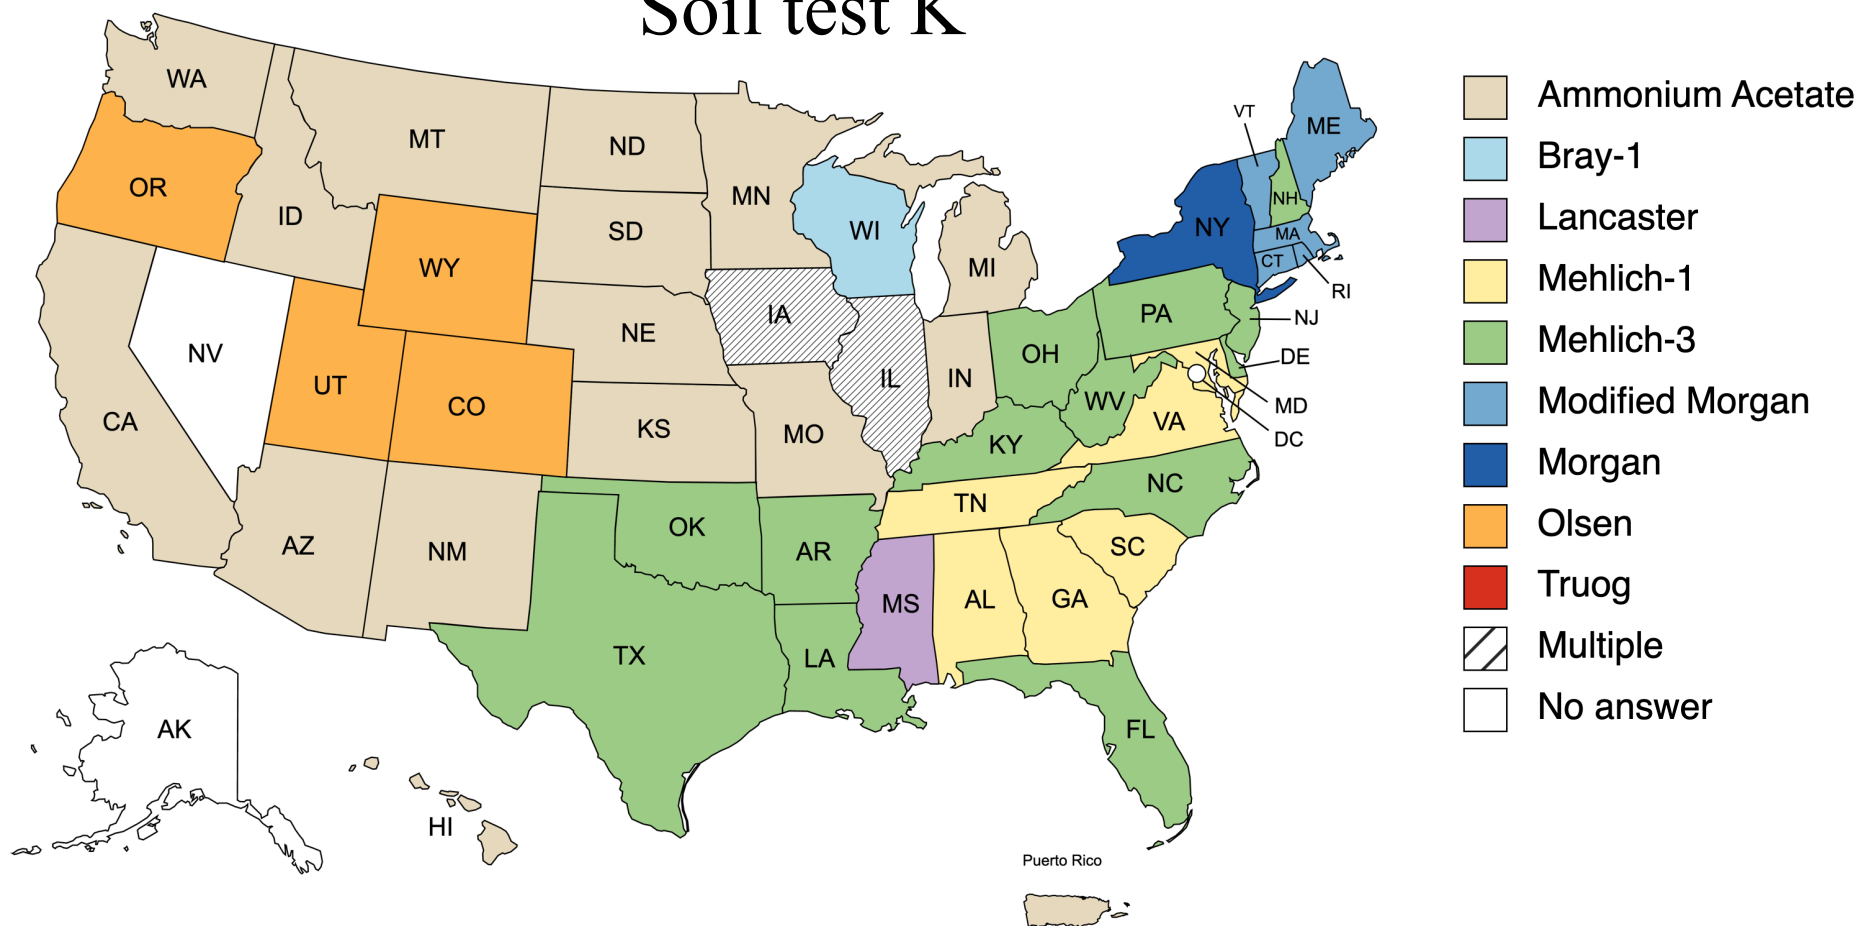 Soil test K
WA
OR
CA
NV
ID
MT
WY
UT
CO
AZ
NM
ND
SD
NE
KS
OK
TX
MN
IA
MO
AR
LA
WI
IL
MI
IN
OH
KY
TN
MS
AL
GA
FL
SC
NC
VA
WV
PA
NY
VT
NH
ME
MA
CT
RI
NJ
DE
MD
DC
AK
HI
Puerto Rico
Ammonium Acetate
Bray-1
Lancaster
Mehlich-1
Mehlich-3
Modified Morgan
Morgan
Olsen
Truog
Multiple
No answer